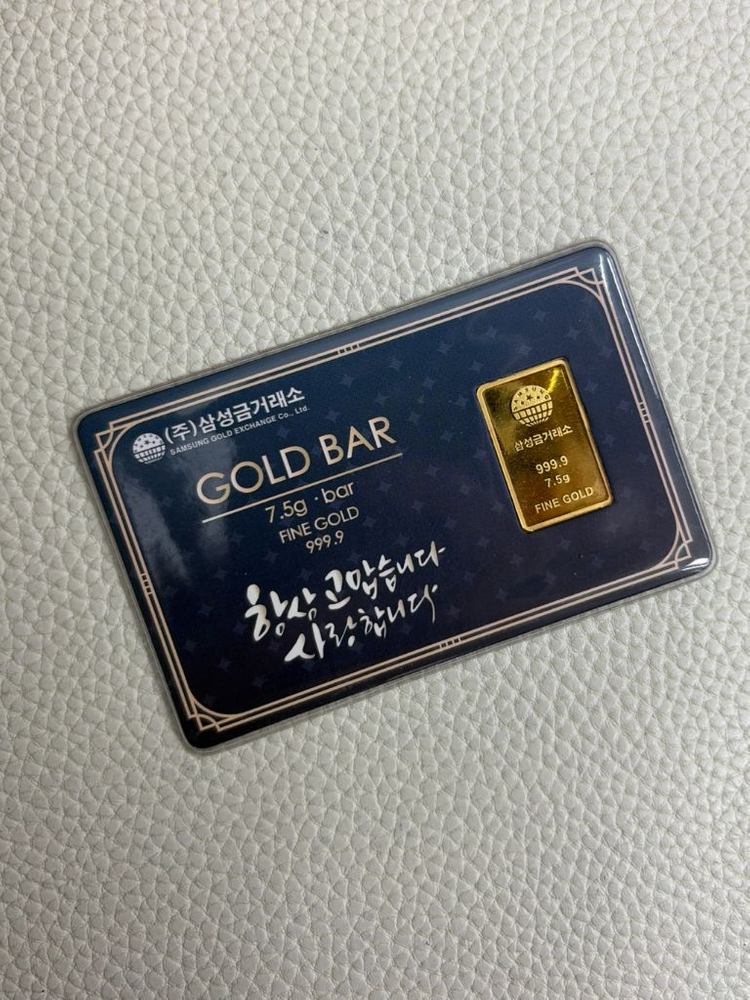 (주)삼성금거래소
SAMSUNG GOLD EXCHANGE Co., Ltd.
GOLD BAR
7.5g · bar
FINE GOLD
999.9
항상 고맙습니다
사랑합니다
삼성금거래소
999.9
7.5g
FINE GOLD